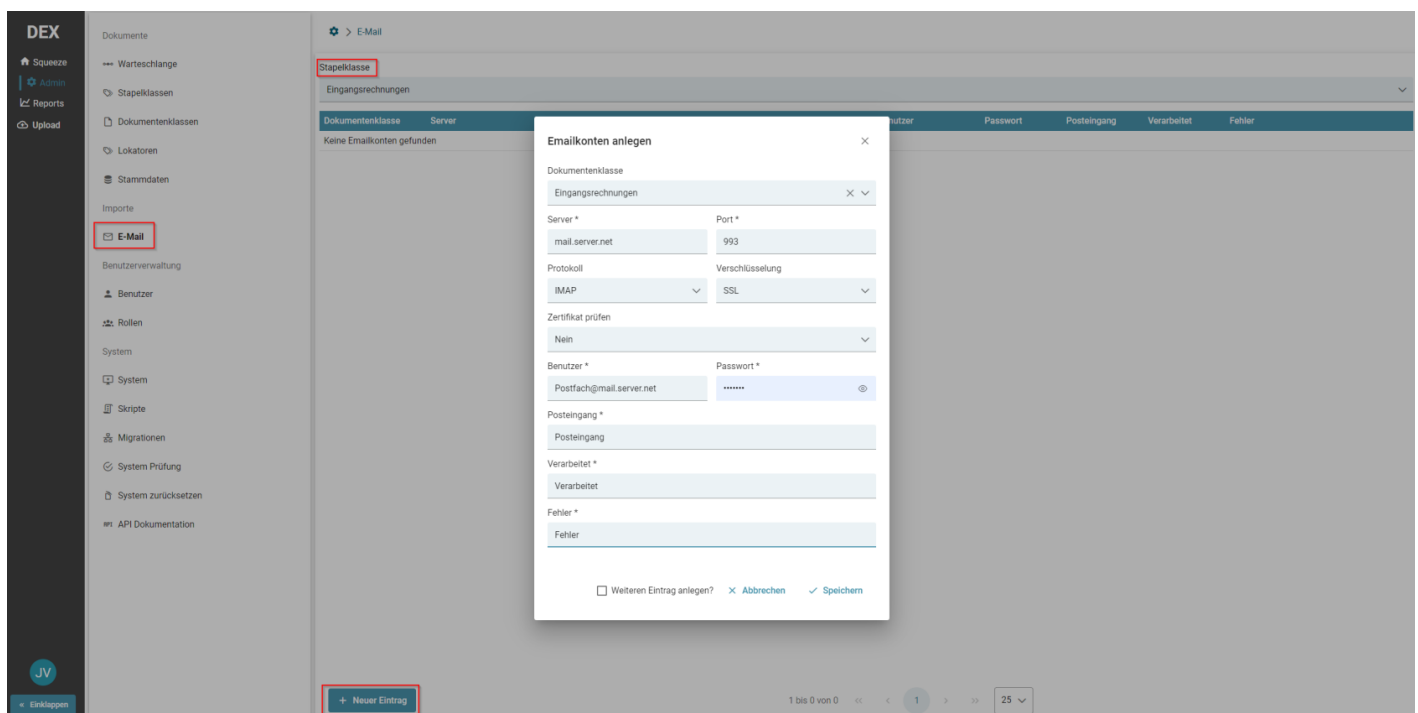 DEX
Squeeze
Admin
Reports
Upload
JV
« Einklappen
Dokumente
Warteschlange
Stapelklassen
Dokumentenklassen
Lokatoren
Stammdaten
Importe
E-Mail
Benutzerverwaltung
Benutzer
Rollen
System
System
Skripte
Migrationen
System Prüfung
System zurücksetzen
API API Dokumentation
> E-Mail
Stapelklasse
Eingangsrechnungen
Dokumentenklasse Server Passwort Posteingang Verarbeitet Fehler
Keine Emailkonten gefunden
Emailkonten anlegen
Dokumentenklasse
Eingangsrechnungen
Server * Port *
mail.server.net 993
Protokoll Verschlüsselung
IMAP SSL
Zertifikat prüfen
Nein
Benutzer * Passwort *
Postfach@mail.server.net •••••••
Posteingang *
Posteingang
Verarbeitet *
Verarbeitet
Fehler *
Fehler
Weiteren Eintrag anlegen? Abbrechen Speichern
+ Neuer Eintrag
1 bis 0 von 0 << < 1 > >> 25